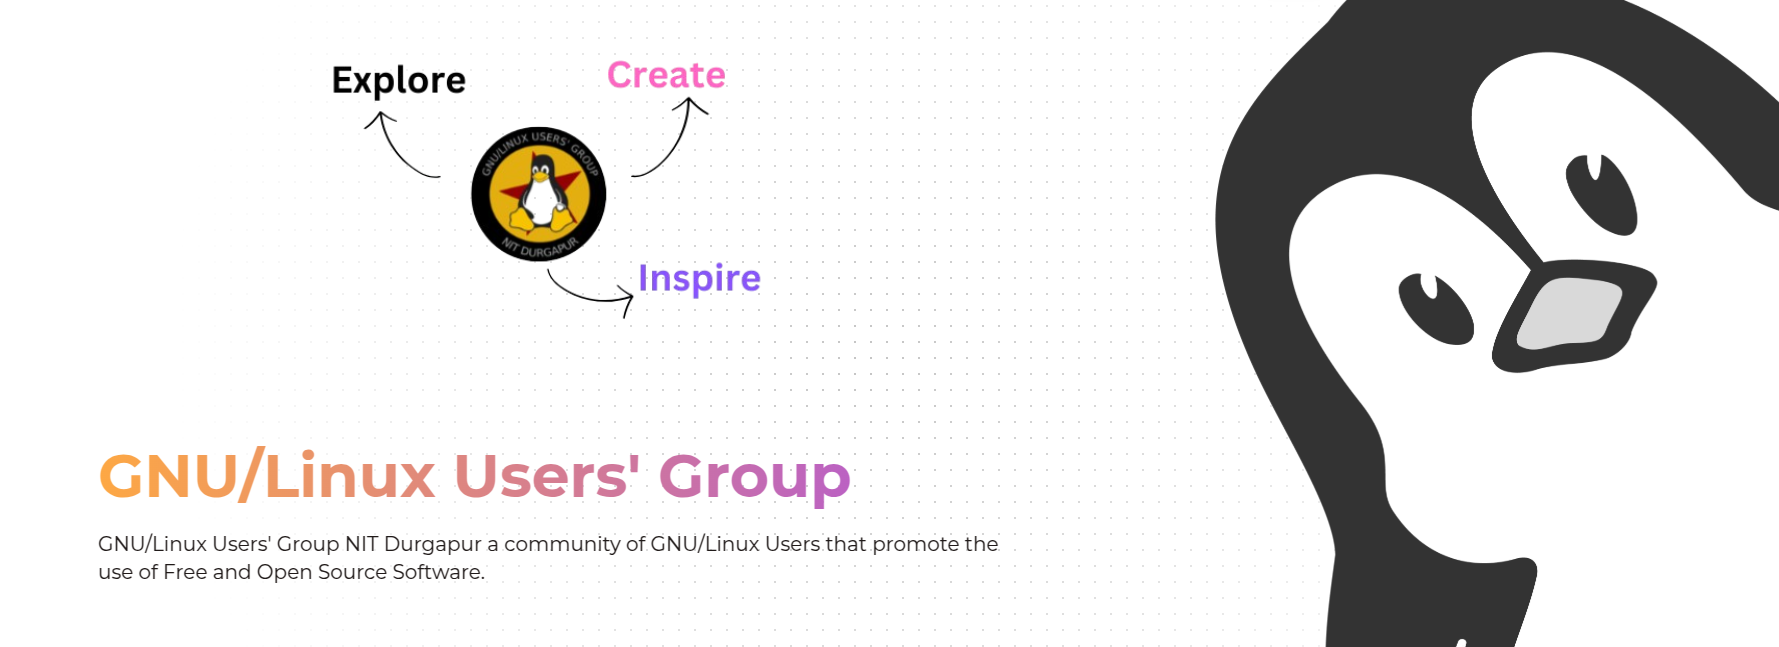 Explore
Create
GNU/LINUX USERS' GROUP
NIT DURGAPUR
Inspire
GNU/Linux Users' Group
GNU/Linux Users' Group NIT Durgapur a community of GNU/Linux Users that promote the
use of Free and Open Source Software.